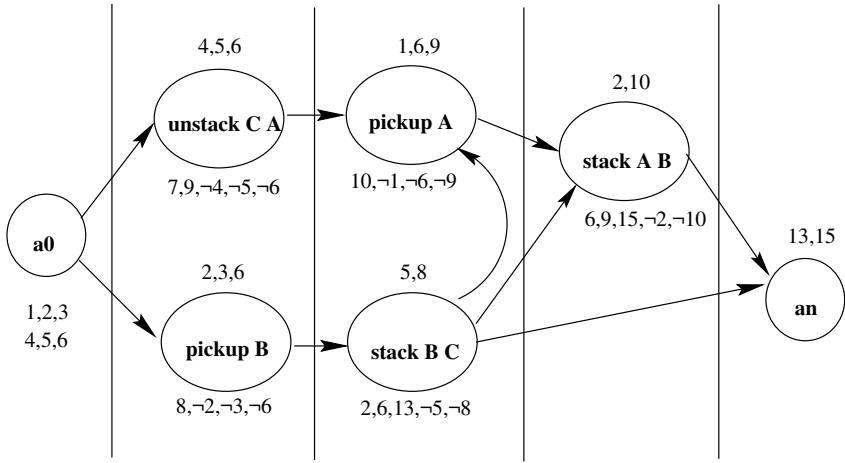 4,5,6
unstack C A
7,9,¬4,¬5,¬6
1,6,9
pickup A
10,¬1,¬6,¬9
2,10
stack A B
6,9,15,¬2,¬10
a0
1,2,3
4,5,6
2,3,6
pickup B
8,¬2,¬3,¬6
5,8
stack B C
2,6,13,¬5,¬8
13,15
an